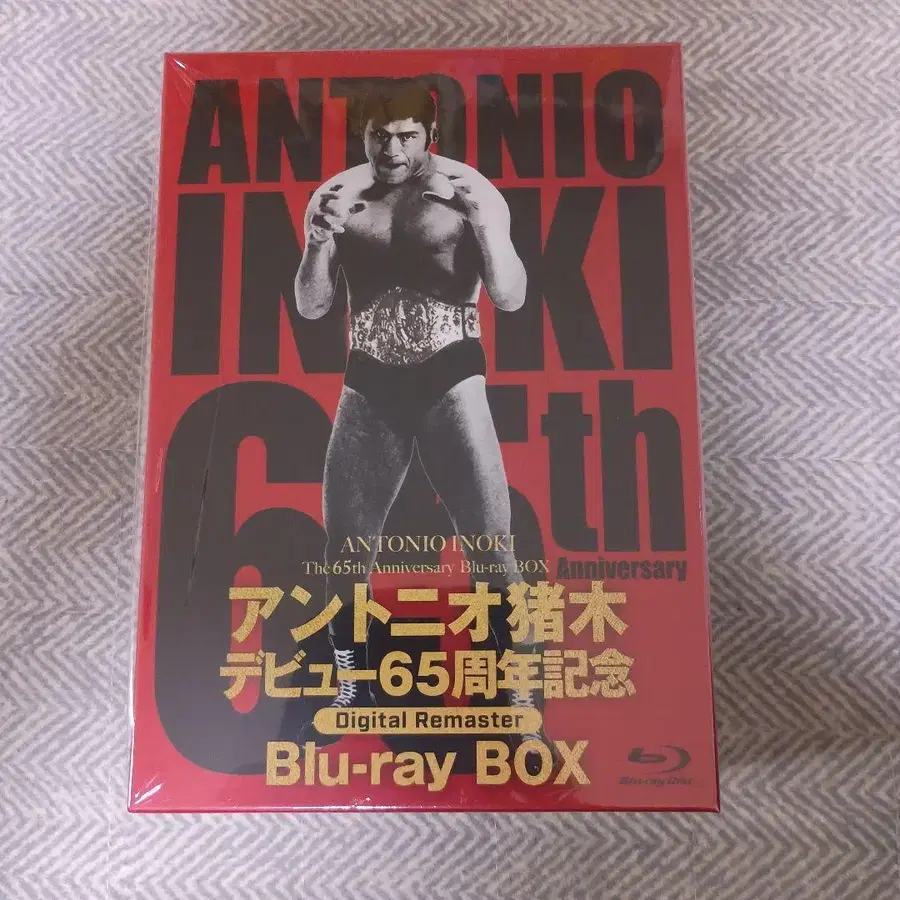 ANTONIO
INOKI
65th
Anniversary
ANTONIO INOKI
The 65th Anniversary Blu-ray BOX
アントニオ猪木
デビュー65周年記念
Digital Remaster
Blu-ray BOX
Blu-ray Disc